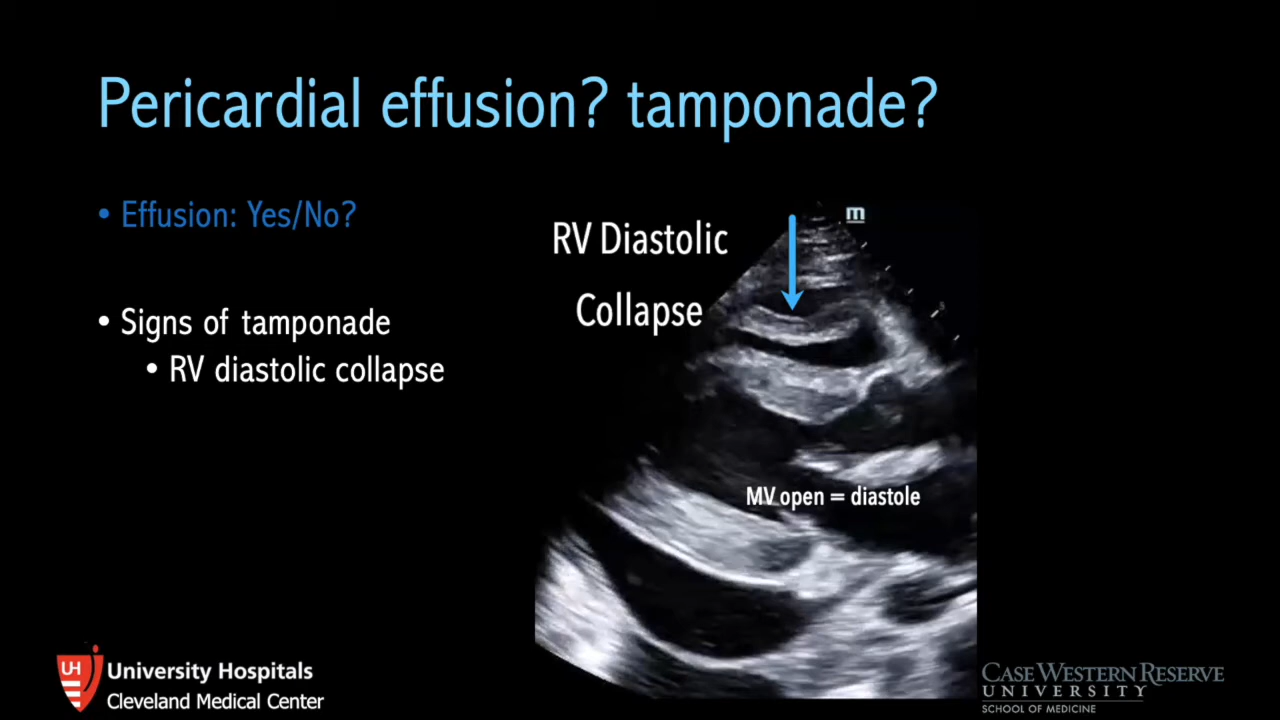 Pericardial effusion? tamponade?
• Effusion: Yes/No?
• Signs of tamponade
• RV diastolic collapse
RV Diastolic
Collapse
m
MV open = diastole
UH
University Hospitals
Cleveland Medical Center
CASE WESTERN RESERVE
UNIVERSITY
SCHOOL OF MEDICINE